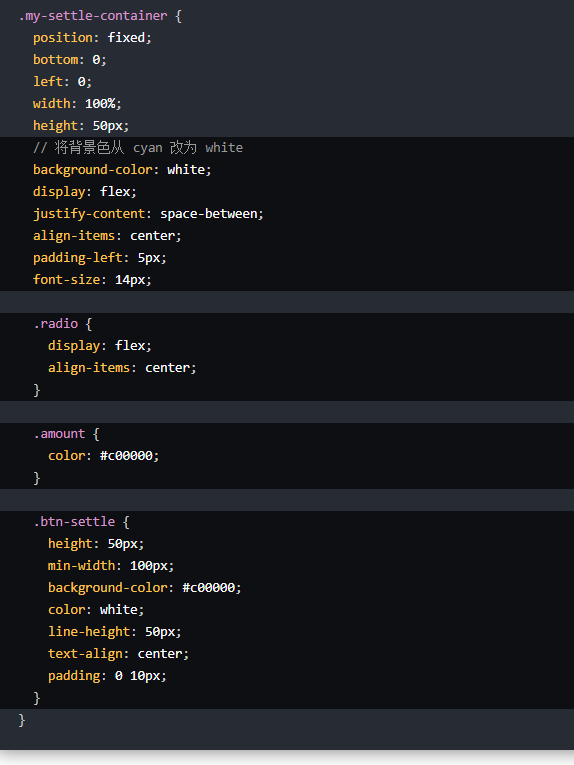 .my-settle-container {
  position: fixed;
  bottom: 0;
  left: 0;
  width: 100%;
  height: 50px;
  // 将背景色从 cyan 改为 white
  background-color: white;
  display: flex;
  justify-content: space-between;
  align-items: center;
  padding-left: 5px;
  font-size: 14px;
  .radio {
    display: flex;
    align-items: center;
  }
  .amount {
    color: #c00000;
  }
  .btn-settle {
    height: 50px;
    min-width: 100px;
    background-color: #c00000;
    color: white;
    line-height: 50px;
    text-align: center;
    padding: 0 10px;
  }
}